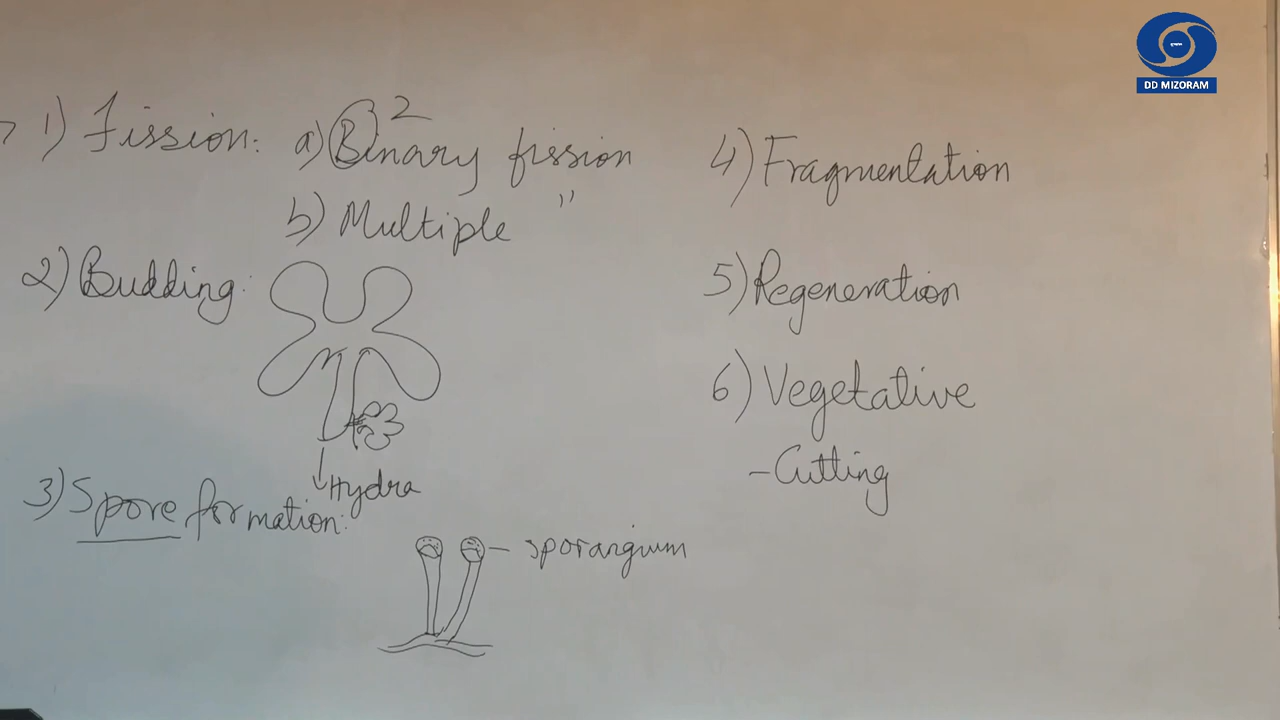 1) Fission: a) Binary fission
2
b) Multiple "
2) Budding:
Hydra
3) Spore formation:
sporangium
4) Fragmentation
5) Regeneration
6) Vegetative
- Cutting
DD MIZORAM